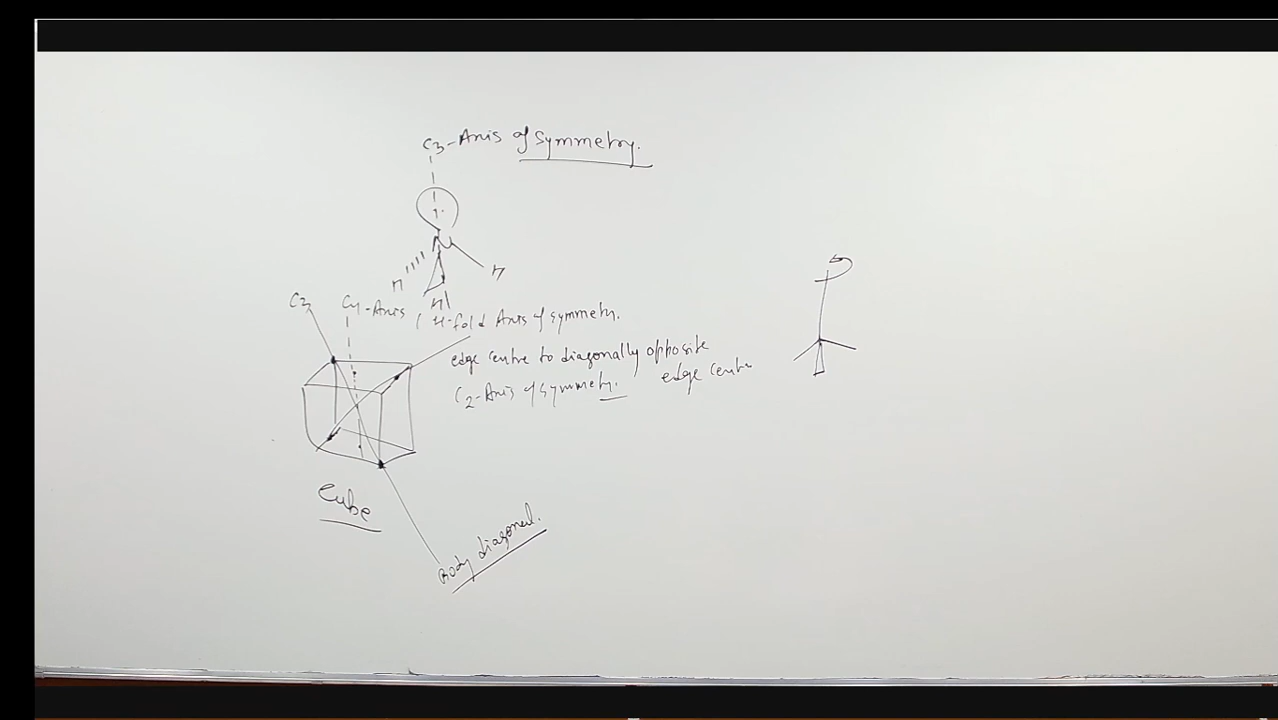 C3-Axis of Symmetry.
H
H
H
C3
C4-Axis ( 4-fold Axis of symmetry.
edge centre to diagonally opposite
edge centre
C2-Axis of symmetry.
Cube
Body diagonal.